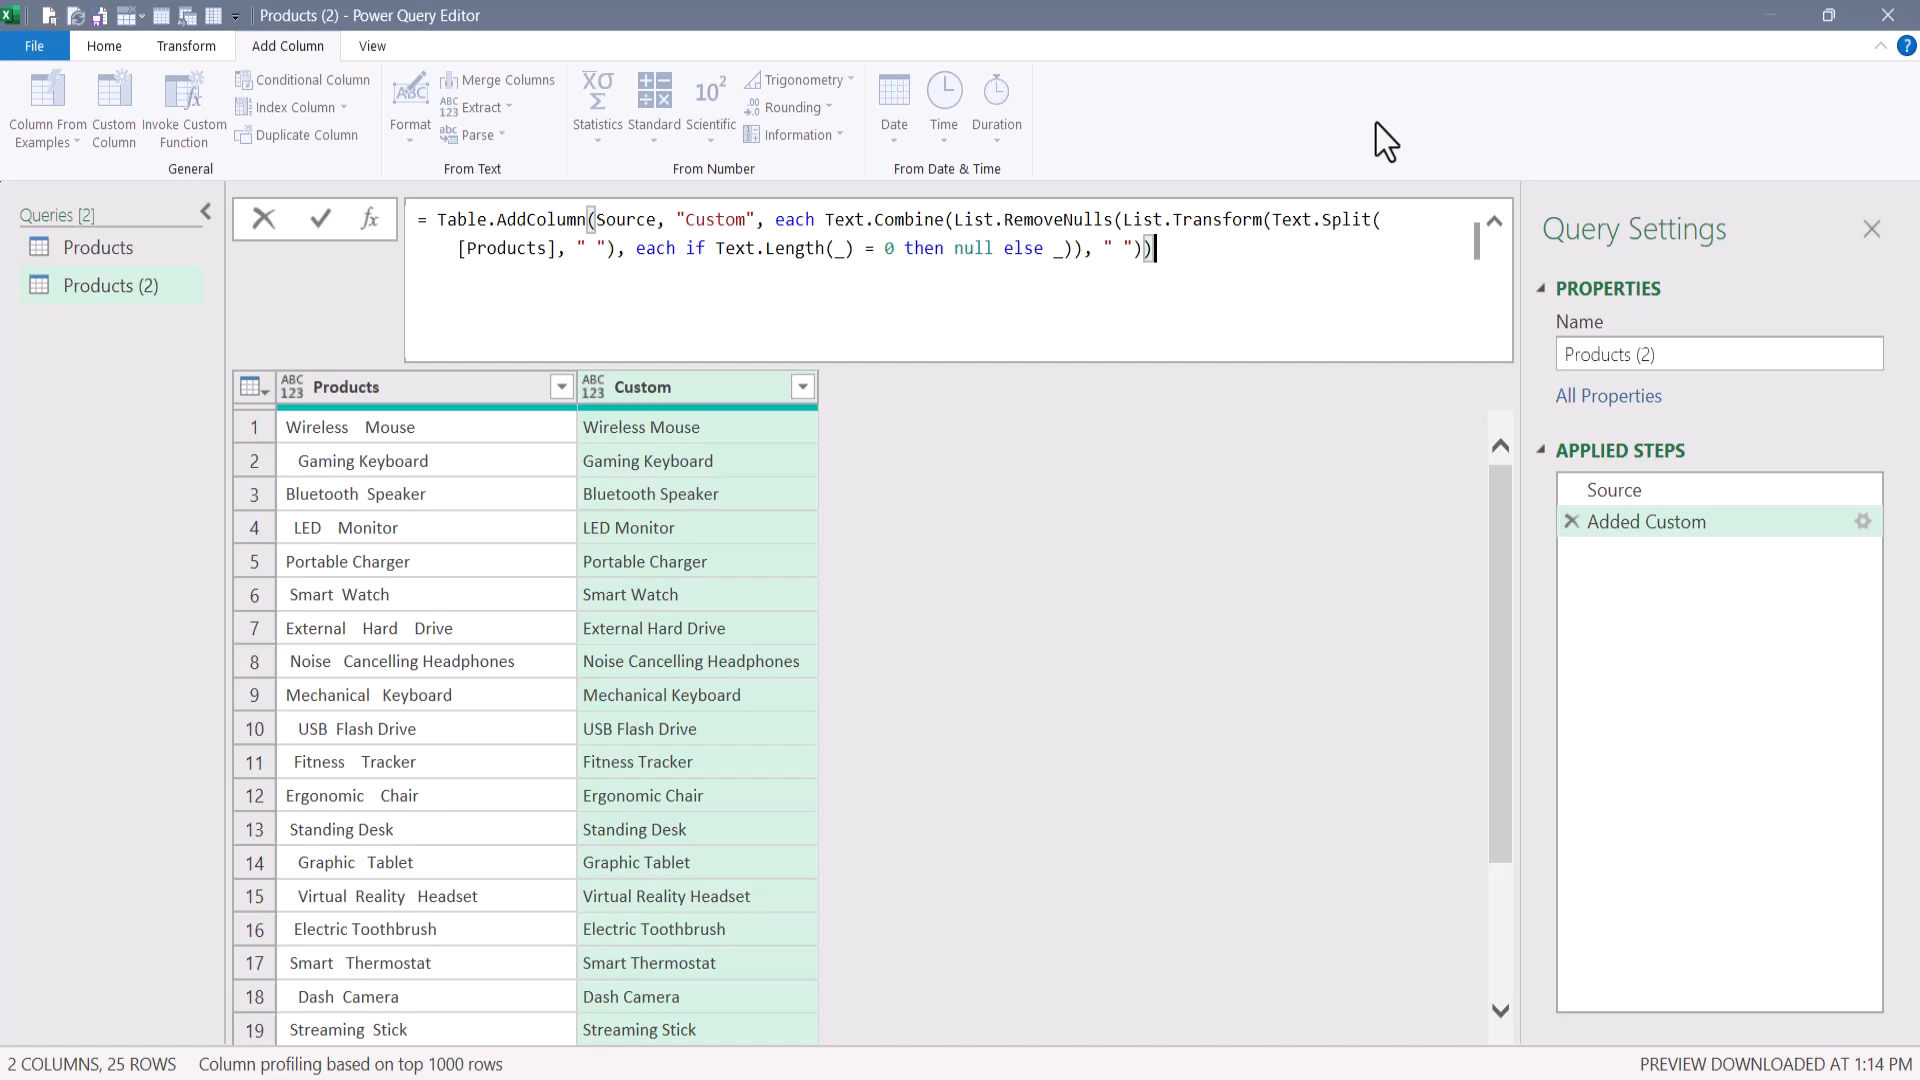 Products (2) - Power Query Editor
File Home Transform Add Column View
Column From Examples
Custom Column
Invoke Custom Function
Conditional Column
Index Column
Duplicate Column
General
Format
Merge Columns
Extract
Parse
From Text
Statistics
Standard
Scientific
Trigonometry
Rounding
Information
From Number
Date
Time
Duration
From Date & Time
Queries [2]
Products
Products (2)
= Table.AddColumn(Source, "Custom", each Text.Combine(List.RemoveNulls(List.Transform(Text.Split(
[Products], " "), each if Text.Length(_) = 0 then null else _)), " "))
ABC 123 Products ABC 123 Custom
1 Wireless    Mouse Wireless Mouse
2    Gaming Keyboard Gaming Keyboard
3 Bluetooth  Speaker Bluetooth Speaker
4   LED    Monitor LED Monitor
5 Portable Charger Portable Charger
6  Smart  Watch Smart Watch
7 External    Hard    Drive External Hard Drive
8  Noise   Cancelling Headphones Noise Cancelling Headphones
9 Mechanical   Keyboard Mechanical Keyboard
10    USB  Flash Drive USB Flash Drive
11   Fitness    Tracker Fitness Tracker
12 Ergonomic    Chair Ergonomic Chair
13  Standing Desk Standing Desk
14    Graphic   Tablet Graphic Tablet
15    Virtual  Reality   Headset Virtual Reality Headset
16   Electric Toothbrush Electric Toothbrush
17  Smart   Thermostat Smart Thermostat
18    Dash  Camera Dash Camera
19  Streaming  Stick Streaming Stick
Query Settings
PROPERTIES
Name
Products (2)
All Properties
APPLIED STEPS
Source
Added Custom
2 COLUMNS, 25 ROWS Column profiling based on top 1000 rows
PREVIEW DOWNLOADED AT 1:14 PM